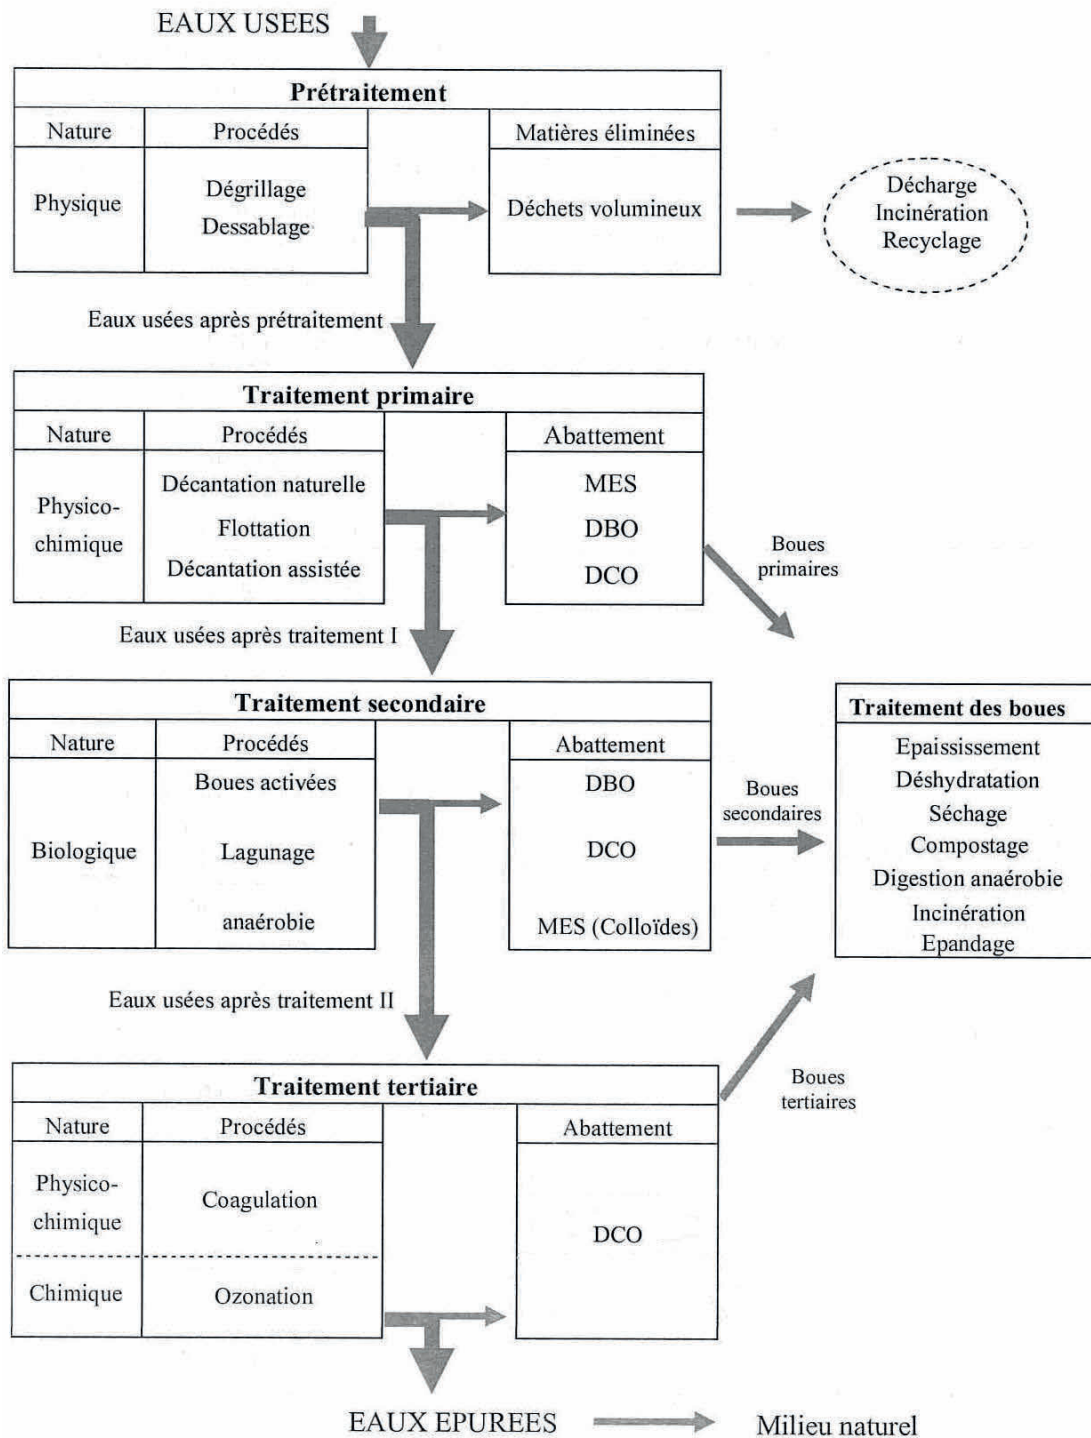 EAUX USEES
Prétraitement
Nature
Procédés
Matières éliminées
Physique
Dégrillage
Dessablage
Déchets volumineux
Décharge
Incinération
Recyclage
Eaux usées après prétraitement
Traitement primaire
Nature
Procédés
Abattement
Physico-
chimique
Décantation naturelle
Flottation
Décantation assistée
MES
DBO
DCO
Boues
primaires
Eaux usées après traitement I
Traitement secondaire
Nature
Procédés
Abattement
Biologique
Boues activées
Lagunage
anaérobie
DBO
DCO
MES (Colloïdes)
Boues
secondaires
Traitement des boues
Epaississement
Déshydratation
Séchage
Compostage
Digestion anaérobie
Incinération
Epandage
Eaux usées après traitement II
Traitement tertiaire
Nature
Procédés
Abattement
Physico-
chimique
Coagulation
Chimique
Ozonation
DCO
Boues
tertiaires
EAUX EPUREES
Milieu naturel